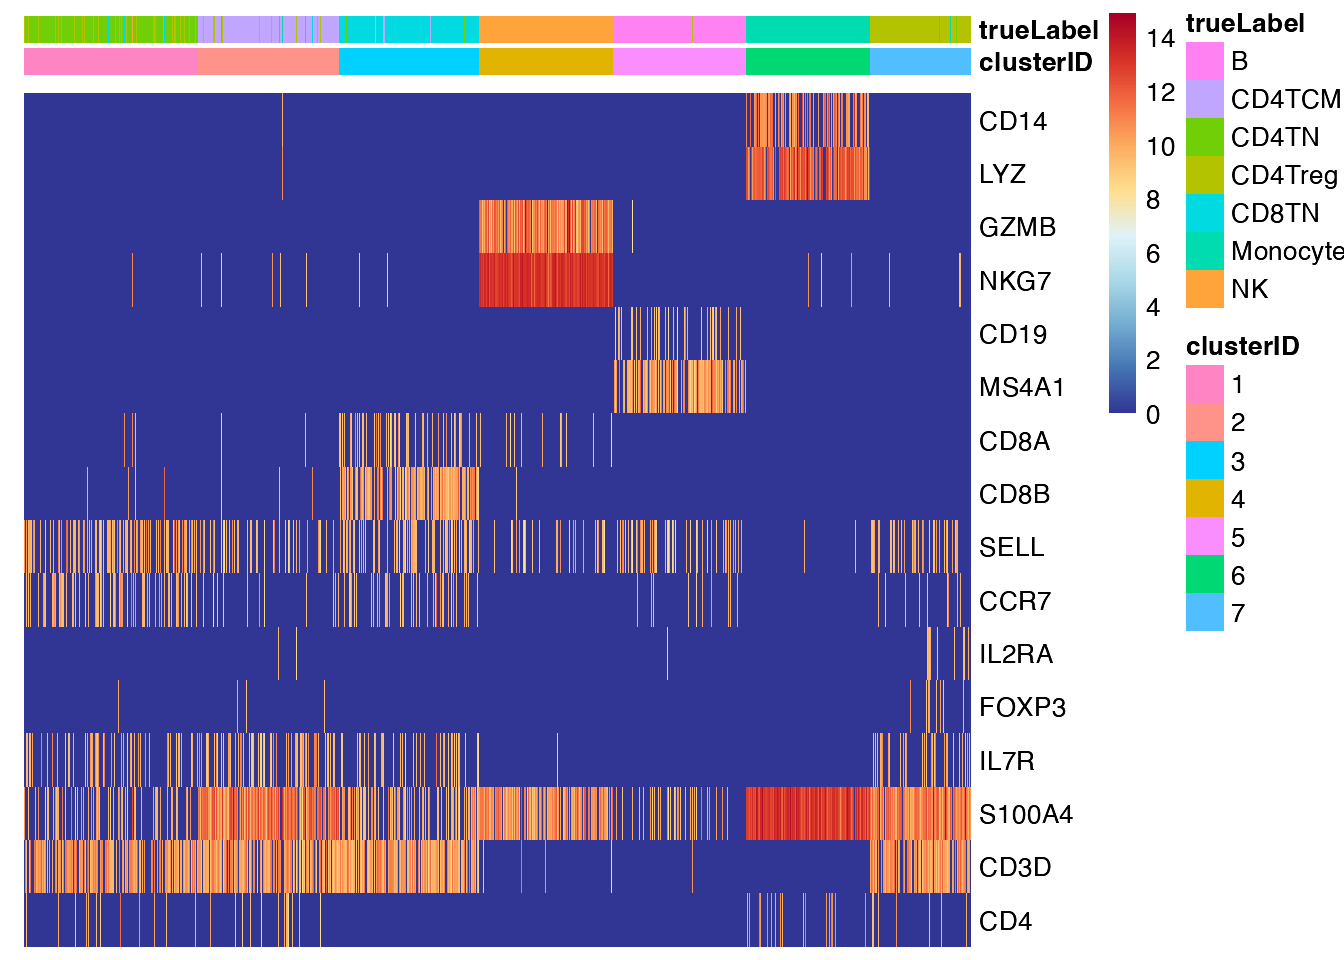 trueLabel
clusterID
CD14
LYZ
GZMB
NKG7
CD19
MS4A1
CD8A
CD8B
SELL
CCR7
IL2RA
FOXP3
IL7R
S100A4
CD3D
CD4
14
12
10
8
6
4
2
0
trueLabel
B
CD4TCM
CD4TN
CD4Treg
CD8TN
Monocyte
NK
clusterID
1
2
3
4
5
6
7